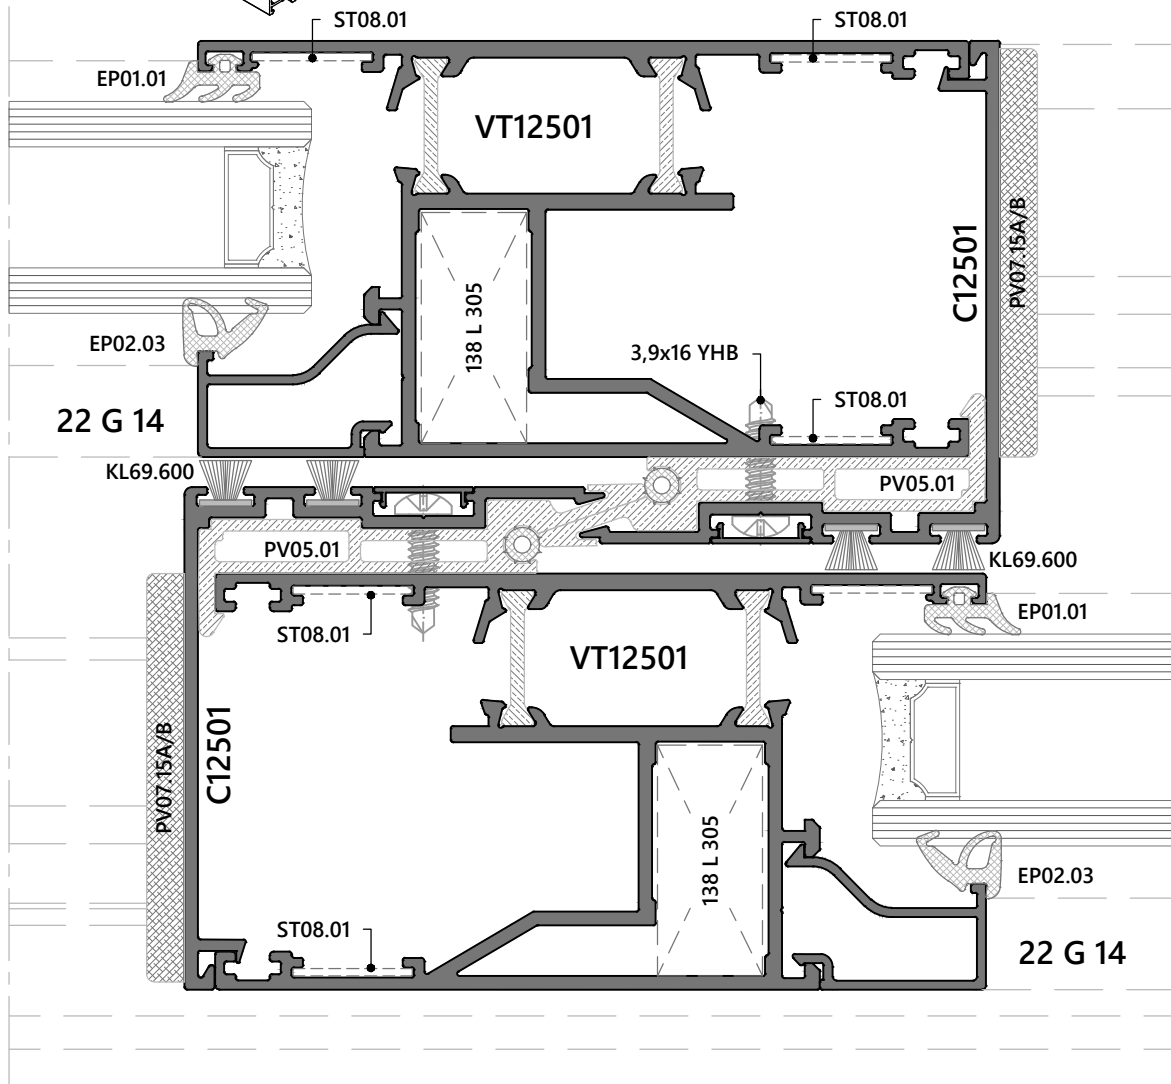 ST08.01
ST08.01
EP01.01
VT12501
PV07.15A/B
C12501
138 L 305
EP02.03
3,9x16 YHB
ST08.01
22 G 14
KL69.600
PV05.01
PV05.01
KL69.600
ST08.01
EP01.01
VT12501
C12501
PV07.15A/B
138 L 305
EP02.03
ST08.01
22 G 14